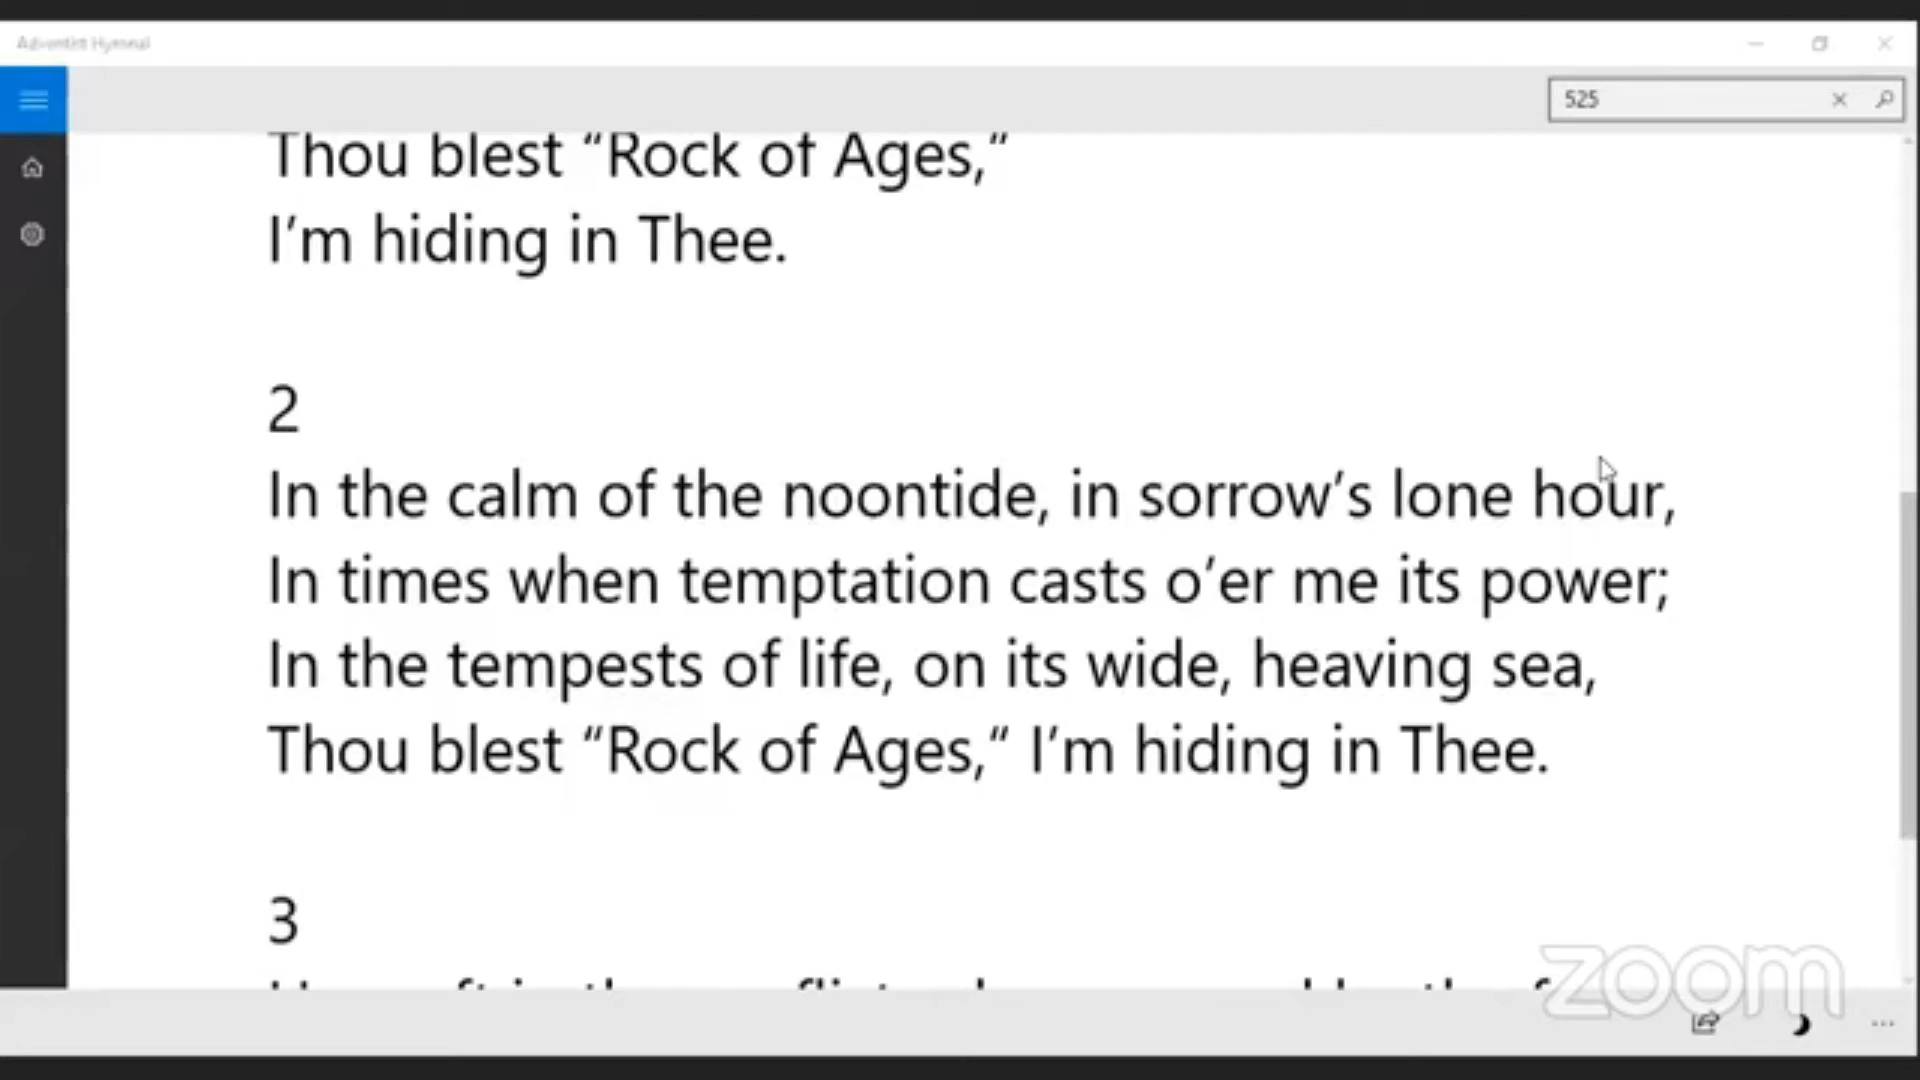 Adventist Hymnal
525
Thou blest “Rock of Ages,”
I’m hiding in Thee.
2
In the calm of the noontide, in sorrow’s lone hour,
In times when temptation casts o’er me its power;
In the tempests of life, on its wide, heaving sea,
Thou blest “Rock of Ages,“ I’m hiding in Thee.
3
zoom